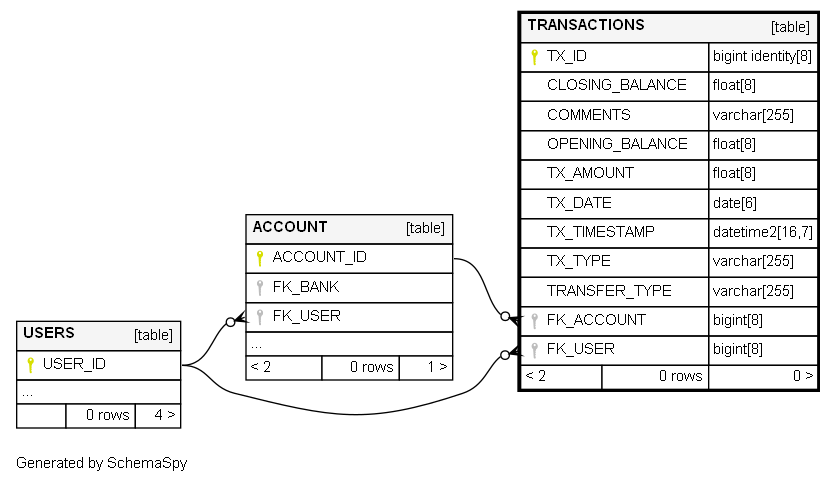 TRANSACTIONS [table]
TX_ID bigint identity[8]
CLOSING_BALANCE float[8]
COMMENTS varchar[255]
OPENING_BALANCE float[8]
TX_AMOUNT float[8]
TX_DATE date[6]
TX_TIMESTAMP datetime2[16,7]
TX_TYPE varchar[255]
TRANSFER_TYPE varchar[255]
FK_ACCOUNT bigint[8]
FK_USER bigint[8]
< 2 0 rows 0 >
ACCOUNT [table]
ACCOUNT_ID
FK_BANK
FK_USER
...
< 2 0 rows 1 >
USERS [table]
USER_ID
...
0 rows 4 >
Generated by SchemaSpy